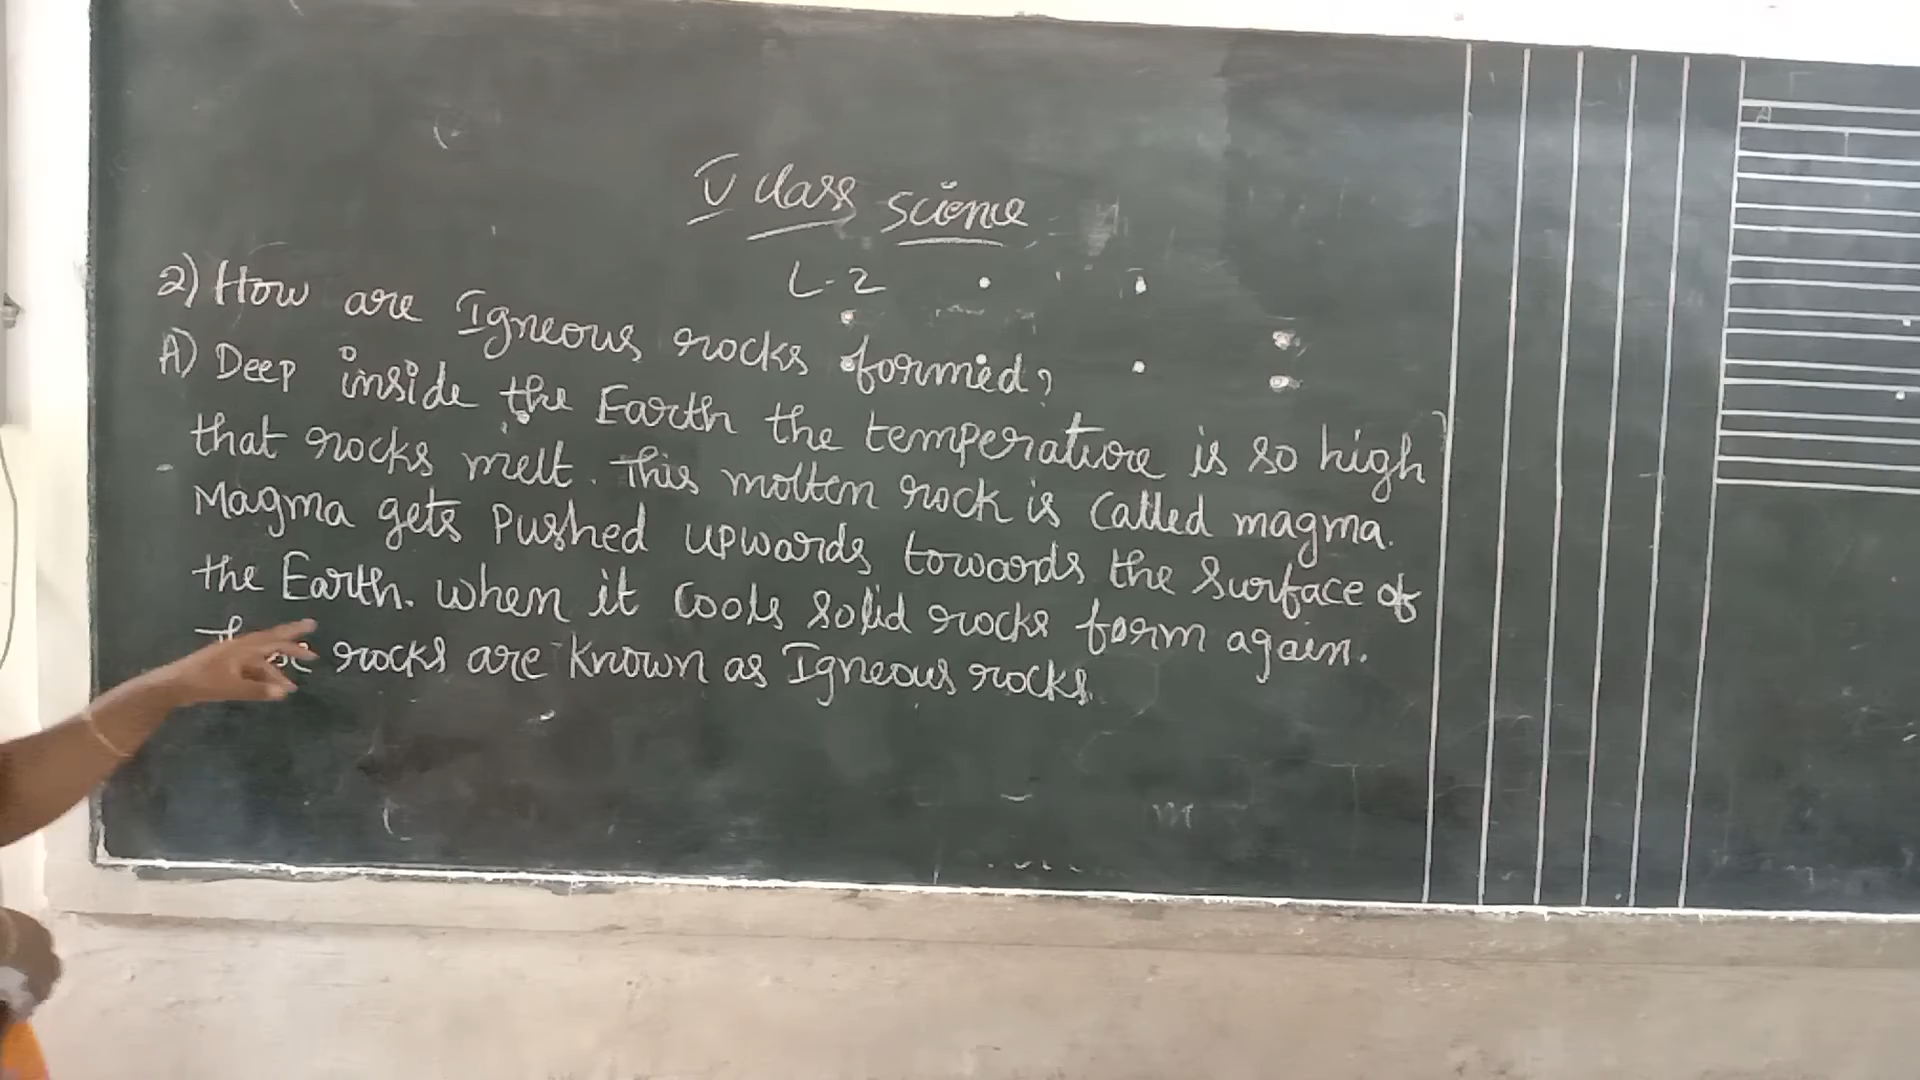 V class science
L-2
2) How are Igneous rocks formed?
A) Deep inside the Earth the temperature is so high
that rocks melt. This molten rock is called magma.
Magma gets pushed upwards towards the surface of
the Earth. when it cools solid rocks form again.
rocks are known as Igneous rocks.